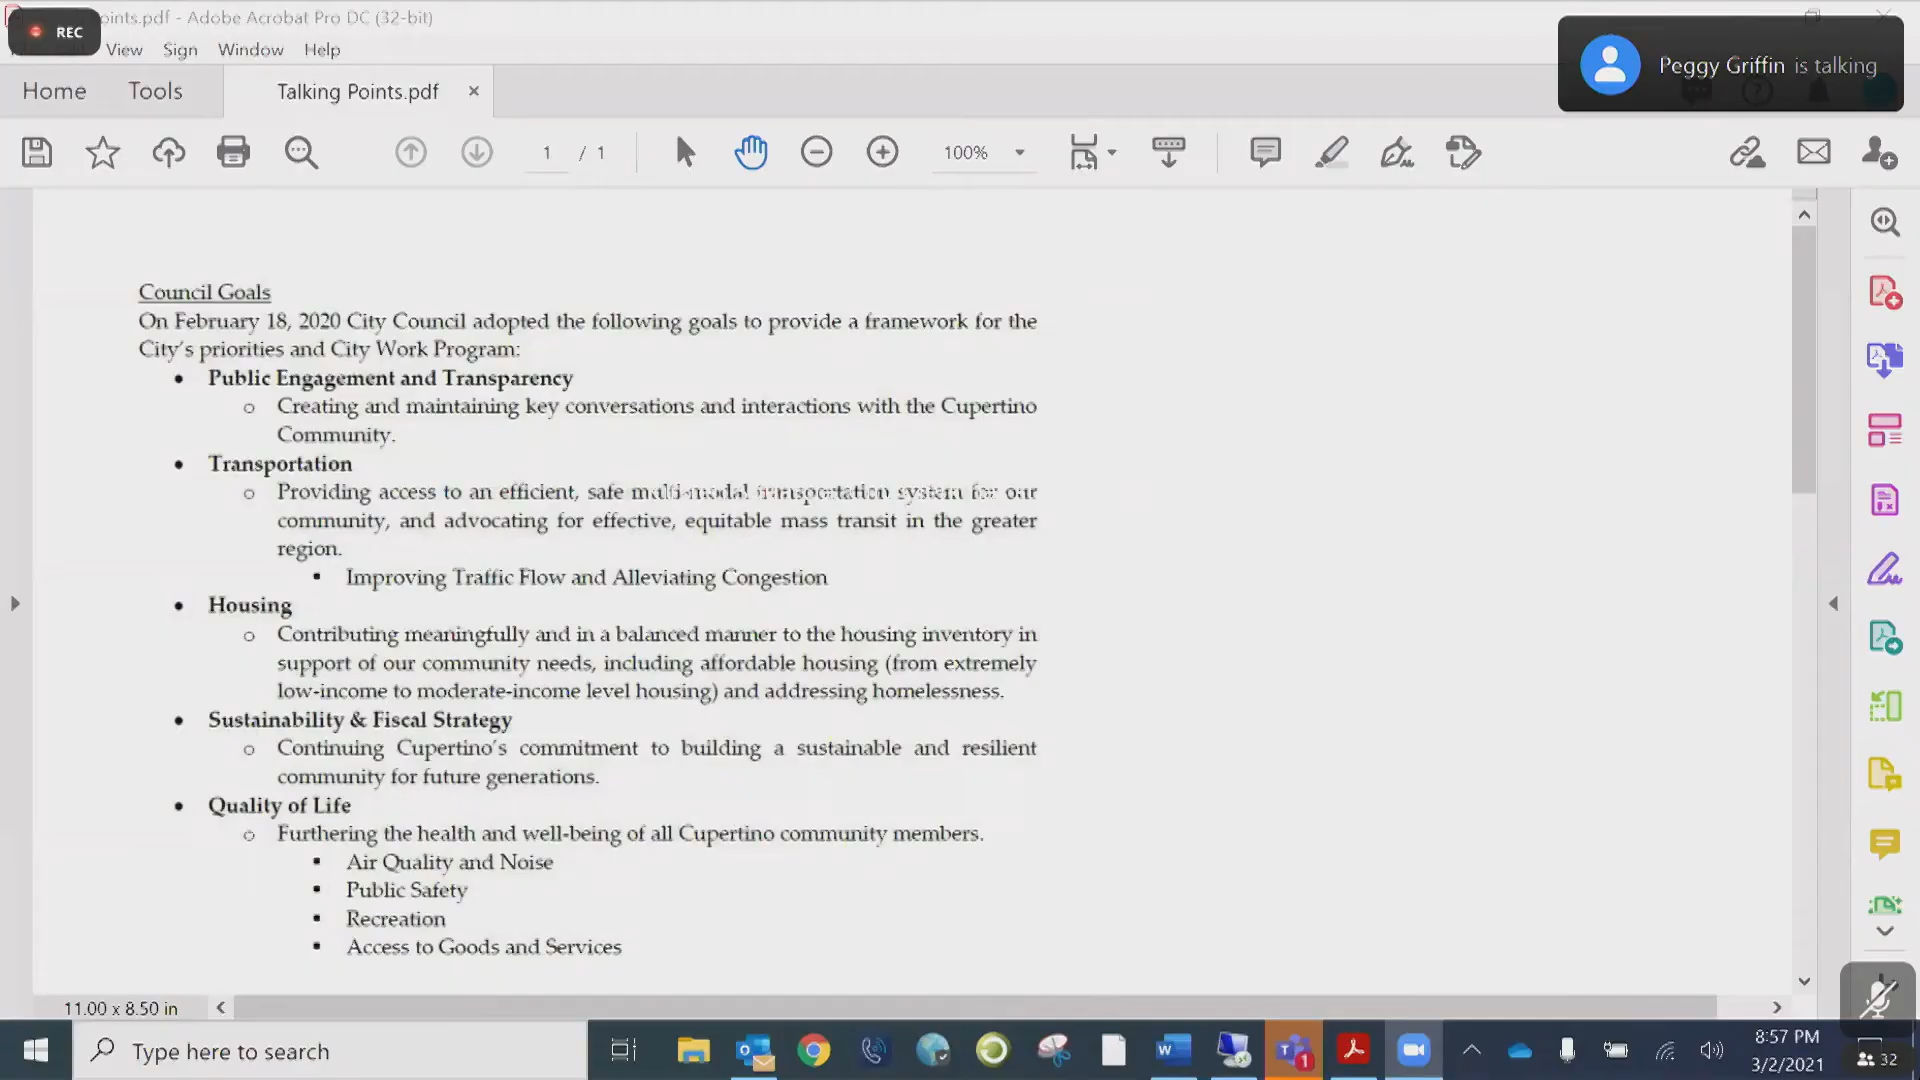 Points.pdf - Adobe Acrobat Pro DC (32-bit)
REC
View Sign Window Help
Peggy Griffin is talking
Home Tools Talking Points.pdf ×
1 / 1 100%
Council Goals
On February 18, 2020 City Council adopted the following goals to provide a framework for the
City's priorities and City Work Program:
• Public Engagement and Transparency
o Creating and maintaining key conversations and interactions with the Cupertino
Community.
• Transportation
o Providing access to an efficient, safe multi-modal transportation system for our
community, and advocating for effective, equitable mass transit in the greater
region.
▪ Improving Traffic Flow and Alleviating Congestion
• Housing
o Contributing meaningfully and in a balanced manner to the housing inventory in
support of our community needs, including affordable housing (from extremely
low-income to moderate-income level housing) and addressing homelessness.
• Sustainability & Fiscal Strategy
o Continuing Cupertino's commitment to building a sustainable and resilient
community for future generations.
• Quality of Life
o Furthering the health and well-being of all Cupertino community members.
▪ Air Quality and Noise
▪ Public Safety
▪ Recreation
▪ Access to Goods and Services
11.00 x 8.50 in
Type here to search
8:57 PM
3/2/2021
32